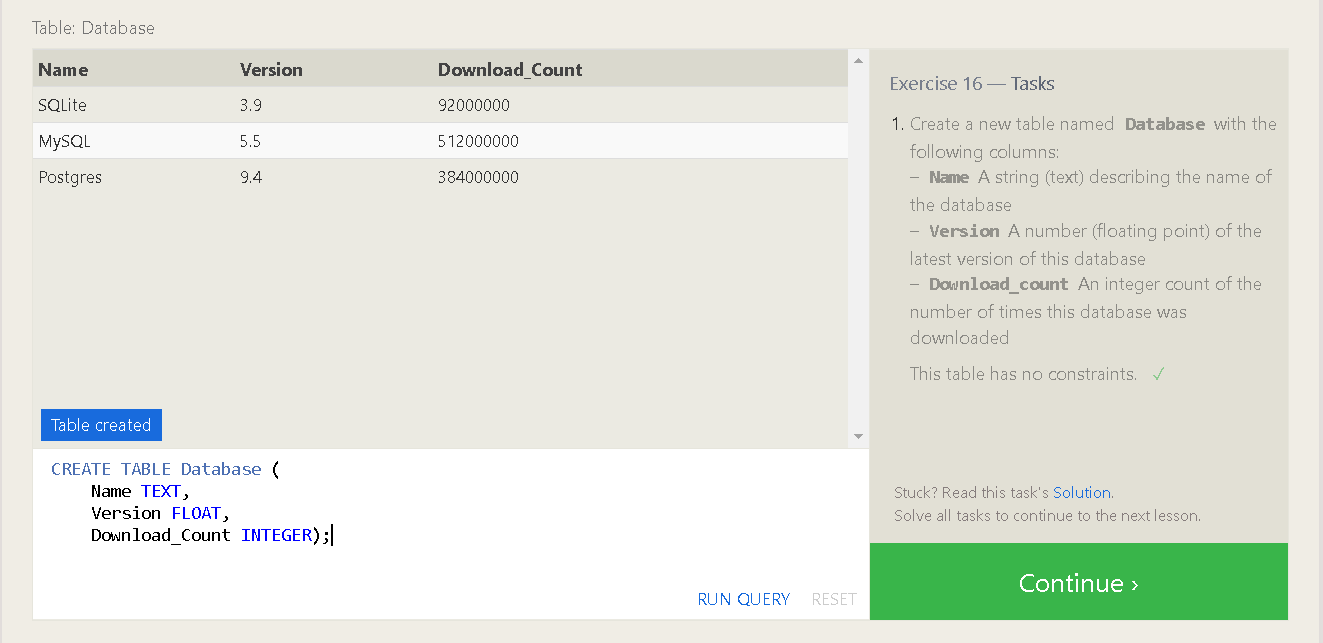 Table: Database
Name Version Download_Count
SQLite 3.9 92000000
MySQL 5.5 512000000
Postgres 9.4 384000000
Table created
CREATE TABLE Database (
Name TEXT,
Version FLOAT,
Download_Count INTEGER);
RUN QUERY RESET
Exercise 16 — Tasks
1. Create a new table named Database with the
following columns:
– Name A string (text) describing the name of
the database
– Version A number (floating point) of the
latest version of this database
– Download_count An integer count of the
number of times this database was
downloaded
This table has no constraints. ✓
Stuck? Read this task's Solution.
Solve all tasks to continue to the next lesson.
Continue ›